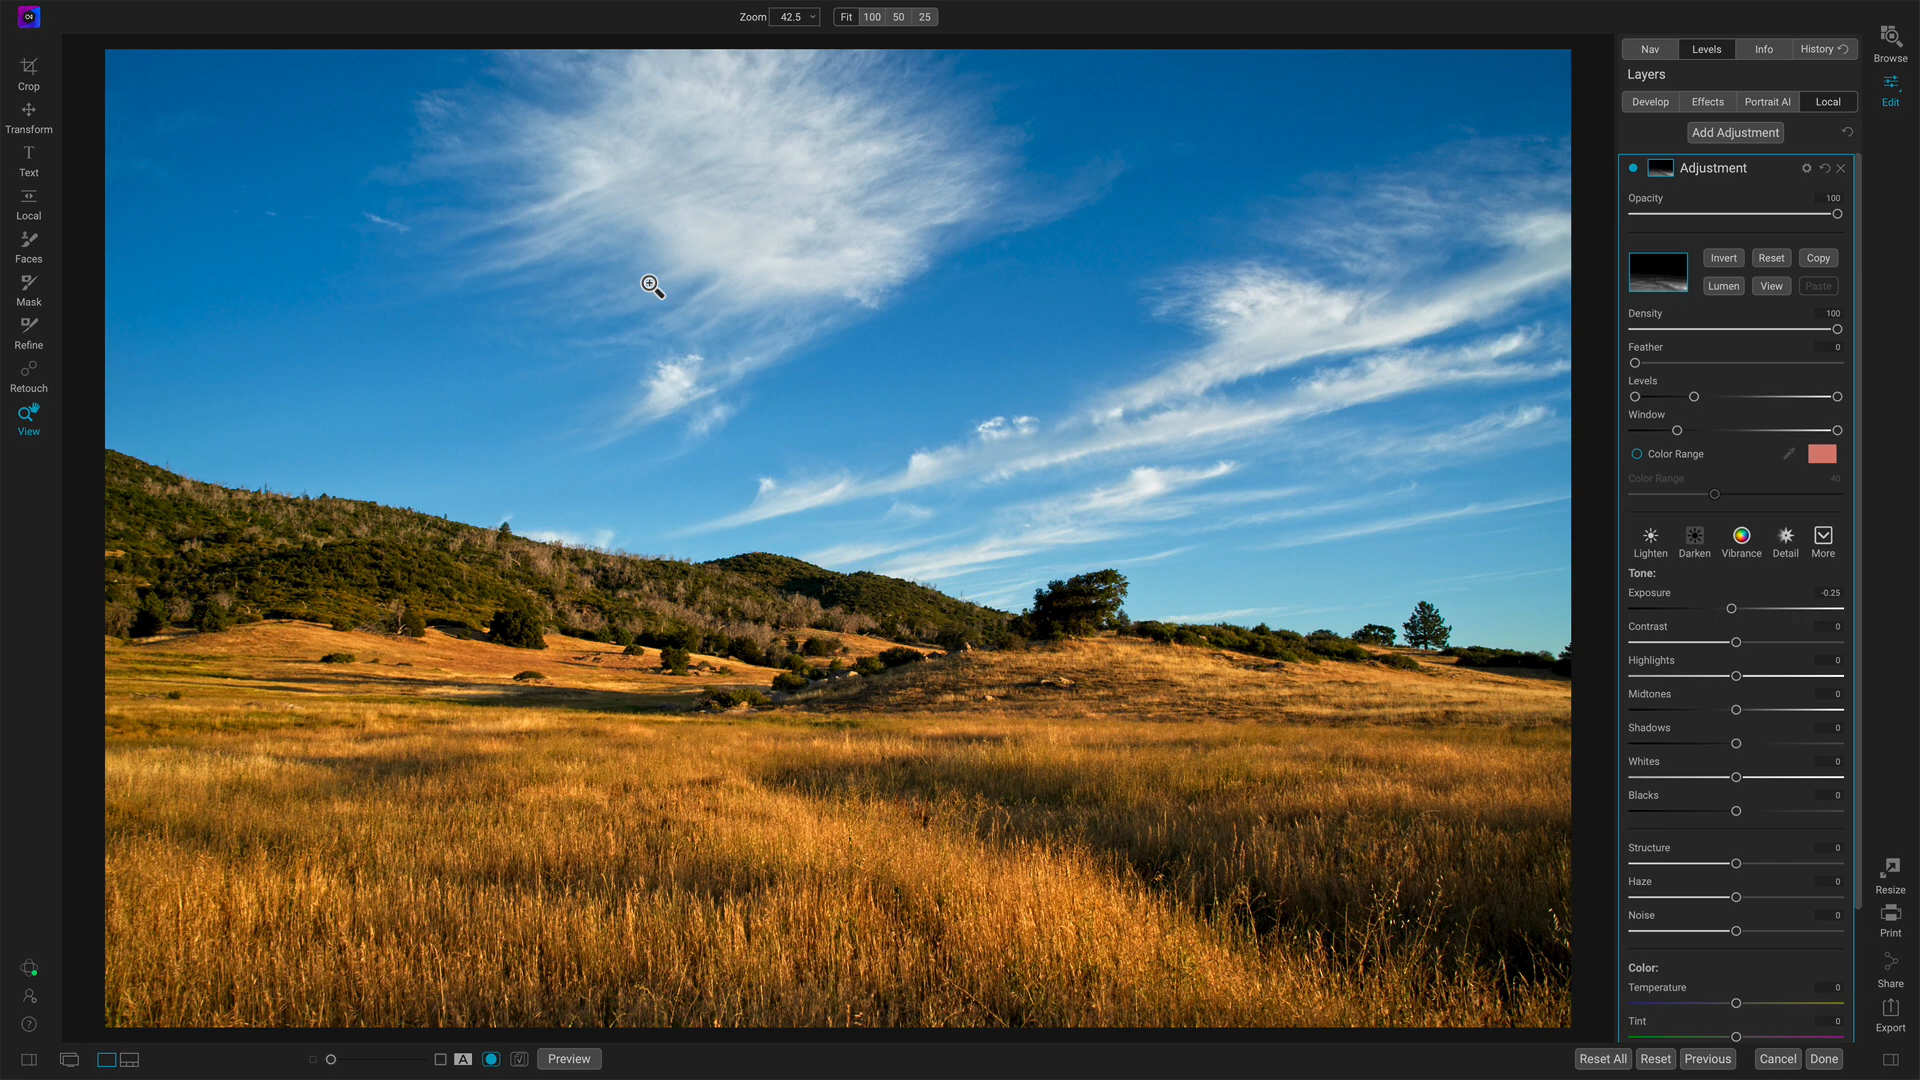 Zoom 42.5 Fit 100 50 25
Crop
Transform
Text
Local
Faces
Mask
Refine
Retouch
View
Nav Levels Info History
Layers
Develop Effects Portrait AI Local
Add Adjustment
Adjustment
Opacity 100
Invert Reset Copy
Lumen View Paste
Density 100
Feather 0
Levels
Window
Color Range
Color Range 40
Lighten Darken Vibrance Detail More
Tone:
Exposure -0.25
Contrast 0
Highlights 0
Midtones 0
Shadows 0
Whites 0
Blacks 0
Structure 0
Haze 0
Noise 0
Color:
Temperature 0
Tint 0
Browse
Edit
Resize
Print
Share
Export
A Preview
Reset All Reset Previous Cancel Done